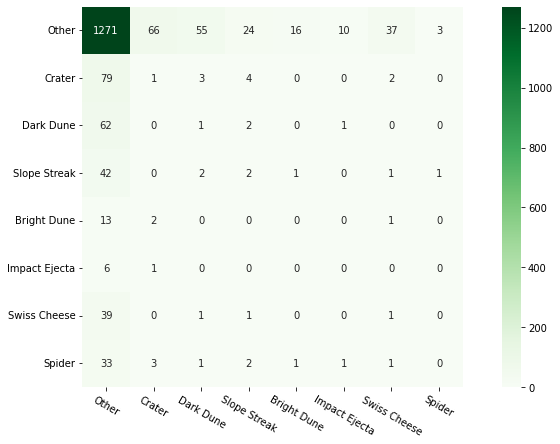 Other 1271 66 55 24 16 10 37 3
Crater 79 1 3 4 0 0 2 0
Dark Dune 62 0 1 2 0 1 0 0
Slope Streak 42 0 2 2 1 0 1 1
Bright Dune 13 2 0 0 0 0 1 0
Impact Ejecta 6 1 0 0 0 0 0 0
Swiss Cheese 39 0 1 1 0 0 1 0
Spider 33 3 1 2 1 1 1 0
Other Crater Dark Dune Slope Streak Bright Dune Impact Ejecta Swiss Cheese Spider
1200
1000
800
600
400
200
0